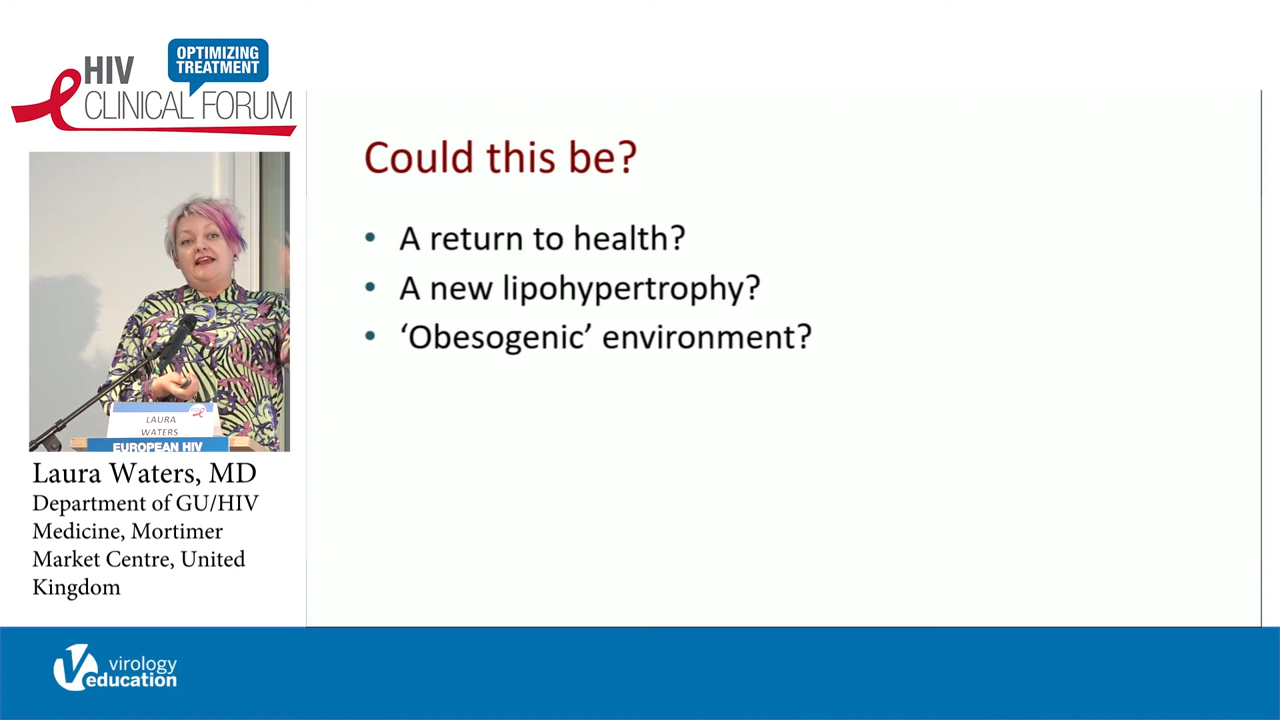 OPTIMIZING
TREATMENT
HIV
CLINICAL FORUM
Could this be?
• A return to health?
• A new lipohypertrophy?
• ‘Obesogenic’ environment?
LAURA
WATERS
EUROPEAN HIV
Laura Waters, MD
Department of GU/HIV
Medicine, Mortimer
Market Centre, United
Kingdom
virology
education